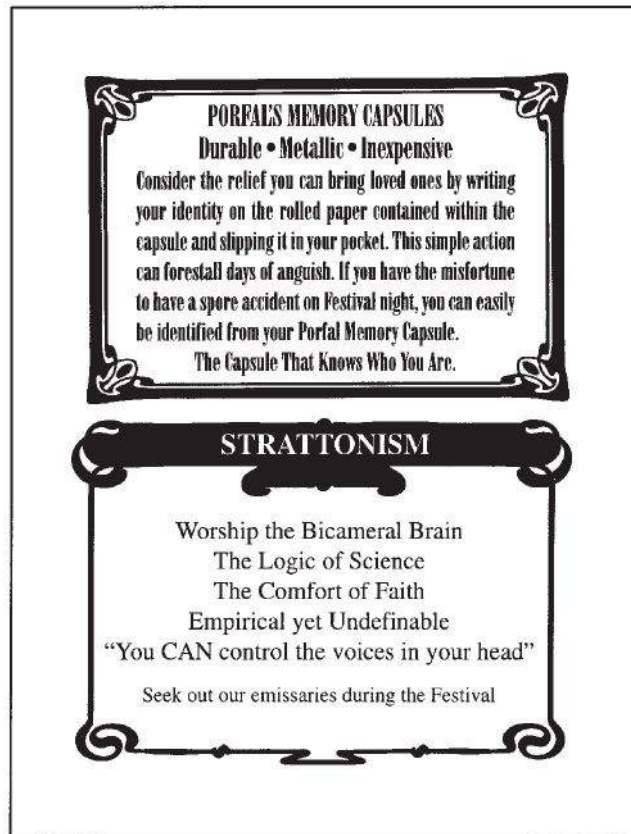 PORFAL'S MEMORY CAPSULES
Durable • Metallic • Inexpensive
Consider the relief you can bring loved ones by writing
your identity on the rolled paper contained within the
capsule and slipping it in your pocket. This simple action
can forestall days of anguish. If you have the misfortune
to have a spore accident on Festival night, you can easily
be identified from your Porfal Memory Capsule.
The Capsule That Knows Who You Are.
STRATTONISM
Worship the Bicameral Brain
The Logic of Science
The Comfort of Faith
Empirical yet Undefinable
“You CAN control the voices in your head”
Seek out our emissaries during the Festival